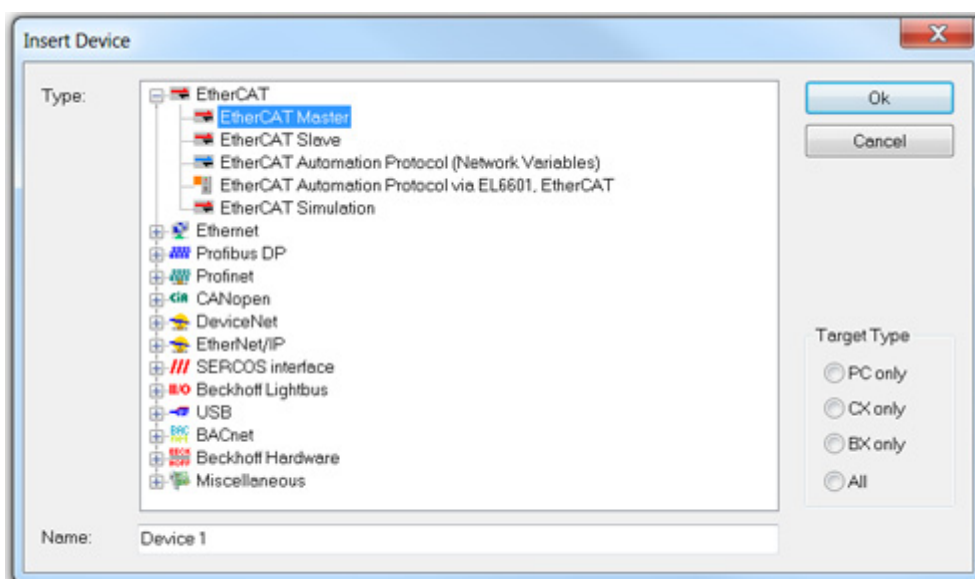 Insert Device
Type:
EtherCAT
EtherCAT Master
EtherCAT Slave
EtherCAT Automation Protocol (Network Variables)
EtherCAT Automation Protocol via EL6601, EtherCAT
EtherCAT Simulation
Ethernet
Profibus DP
Profinet
CANopen
DeviceNet
EtherNet/IP
SERCOS interface
Beckhoff Lightbus
USB
BACnet
Beckhoff Hardware
Miscellaneous
Ok
Cancel
Target Type
PC only
CX only
BX only
All
Name:
Device 1